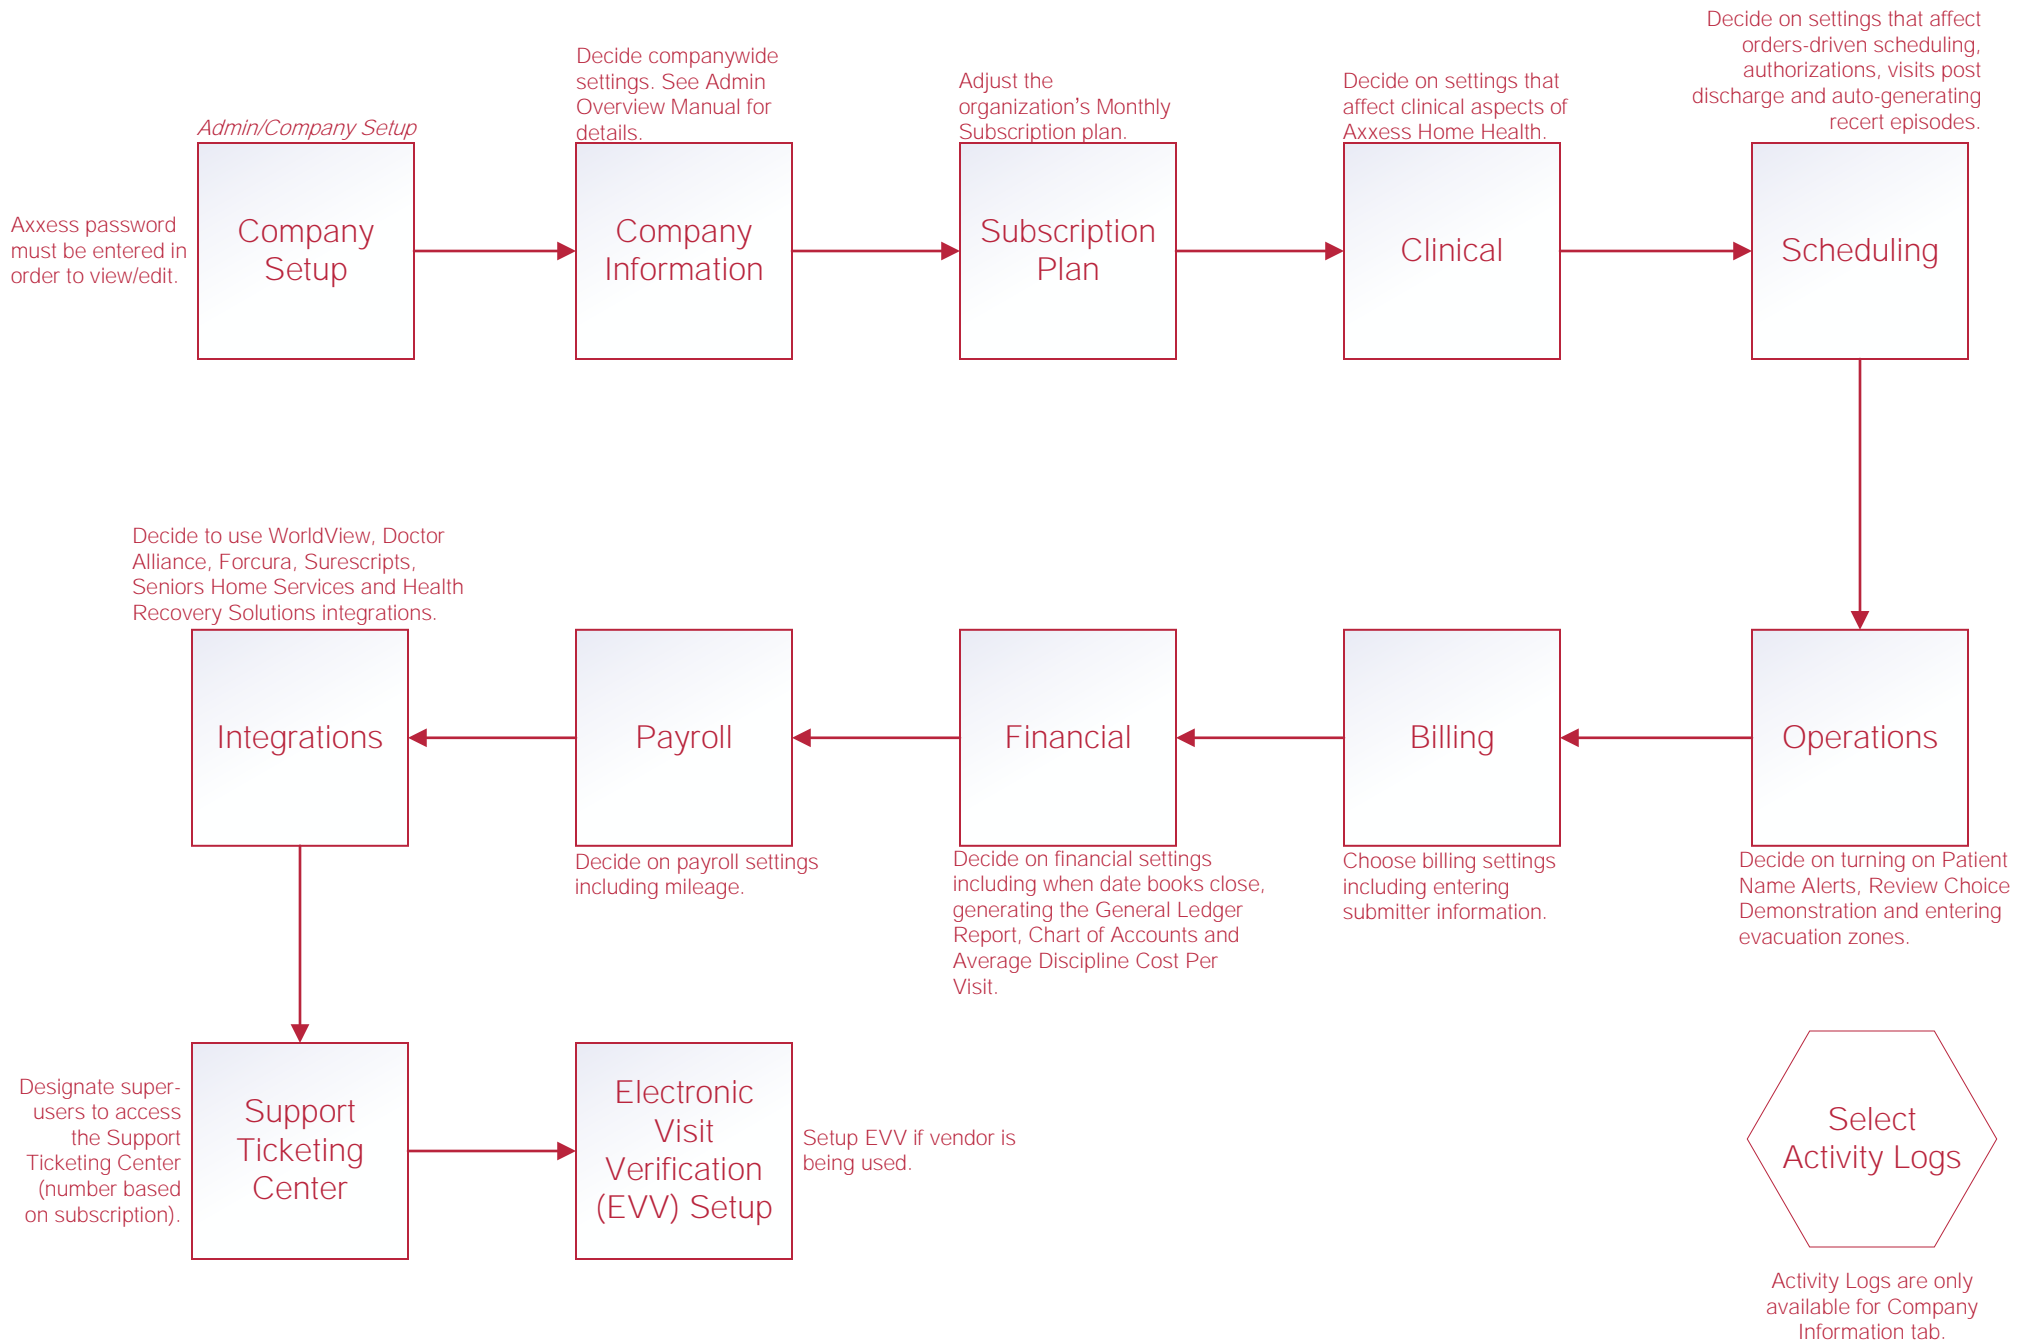 Admin/Company Setup
Axxess password
must be entered in
order to view/edit.
Company
Setup
Decide companywide
settings. See Admin
Overview Manual for
details.
Company
Information
Adjust the
organization’s Monthly
Subscription plan.
Subscription
Plan
Decide on settings that
affect clinical aspects of
Axxess Home Health.
Clinical
Decide on settings that affect
orders-driven scheduling,
authorizations, visits post
discharge and auto-generating
recert episodes.
Scheduling
Operations
Decide on turning on Patient
Name Alerts, Review Choice
Demonstration and entering
evacuation zones.
Billing
Choose billing settings
including entering
submitter information.
Financial
Decide on financial settings
including when date books close,
generating the General Ledger
Report, Chart of Accounts and
Average Discipline Cost Per
Visit.
Payroll
Decide on payroll settings
including mileage.
Decide to use WorldView, Doctor
Alliance, Forcura, Surescripts,
Seniors Home Services and Health
Recovery Solutions integrations.
Integrations
Designate super-
users to access
the Support
Ticketing Center
(number based
on subscription).
Support
Ticketing
Center
Electronic
Visit
Verification
(EVV) Setup
Setup EVV if vendor is
being used.
Select
Activity Logs
Activity Logs are only
available for Company
Information tab.